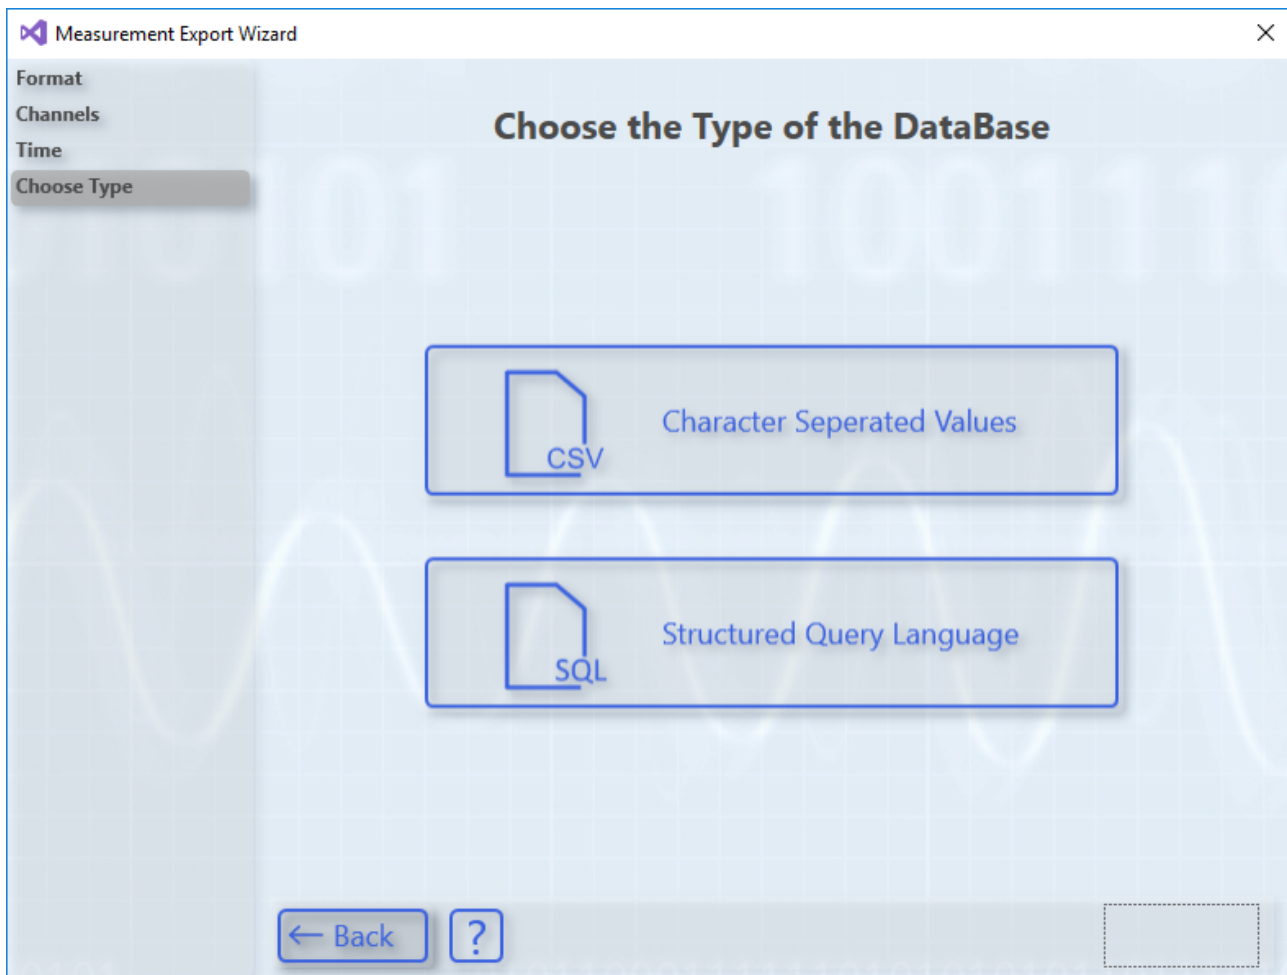 Measurement Export Wizard
Format
Channels
Time
Choose Type
Choose the Type of the DataBase
CSV
Character Seperated Values
SQL
Structured Query Language
← Back
?